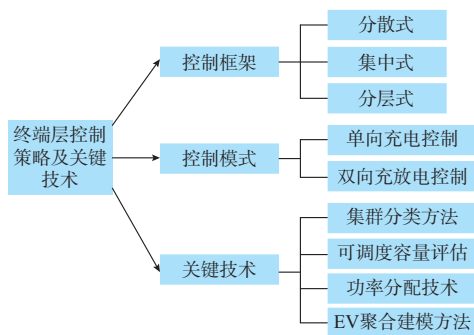 终端层控制
策略及关键
技术
控制框架
分散式
集中式
分层式
控制模式
单向充电控制
双向充放电控制
关键技术
集群分类方法
可调度容量评估
功率分配技术
EV聚合建模方法